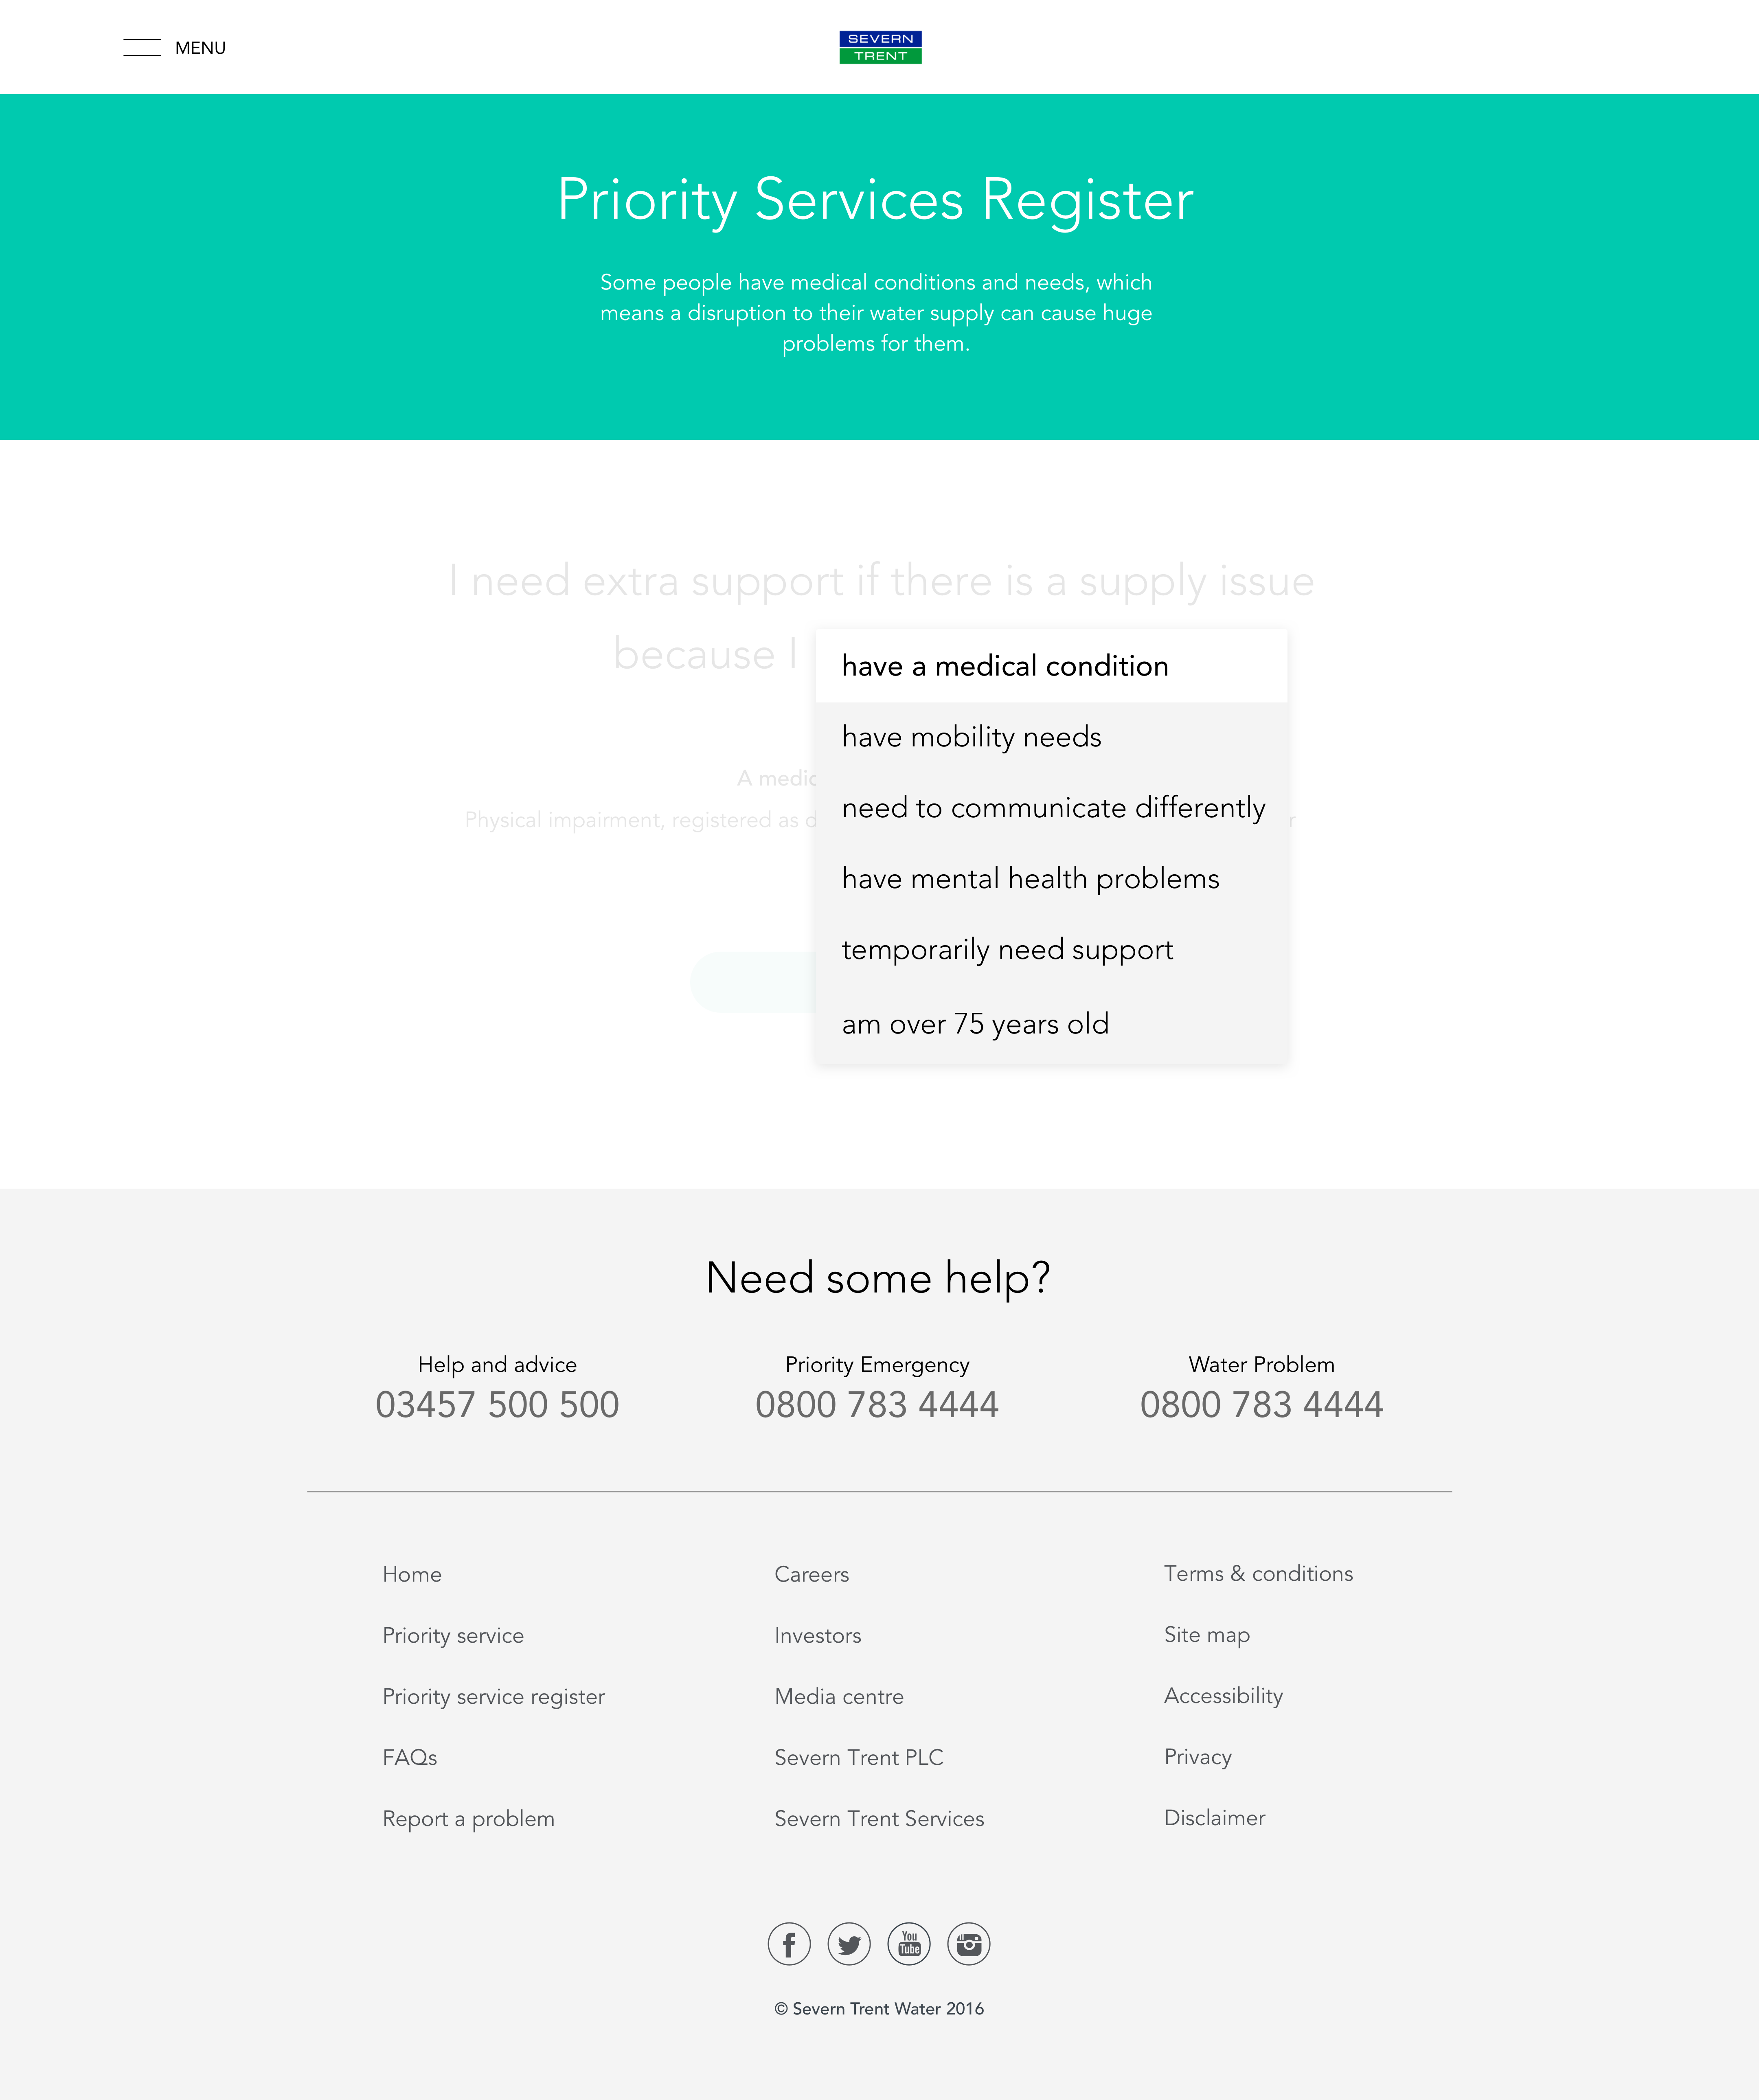 MENU
SEVERN
TRENT
Priority Services Register
Some people have medical conditions and needs, which
means a disruption to their water supply can cause huge
problems for them.
I need extra support if there is a supply issue
because I
have a medical condition
have mobility needs
A
need to communicate differently
Physical impairment, registered as
have mental health problems
temporarily need support
am over 75 years old
Need some help?
Help and advice
03457 500 500
Priority Emergency
0800 783 4444
Water Problem
0800 783 4444
Home
Priority service
Priority service register
FAQs
Report a problem
Careers
Investors
Media centre
Severn Trent PLC
Severn Trent Services
Terms & conditions
Site map
Accessibility
Privacy
Disclaimer
You
Tube
© Severn Trent Water 2016